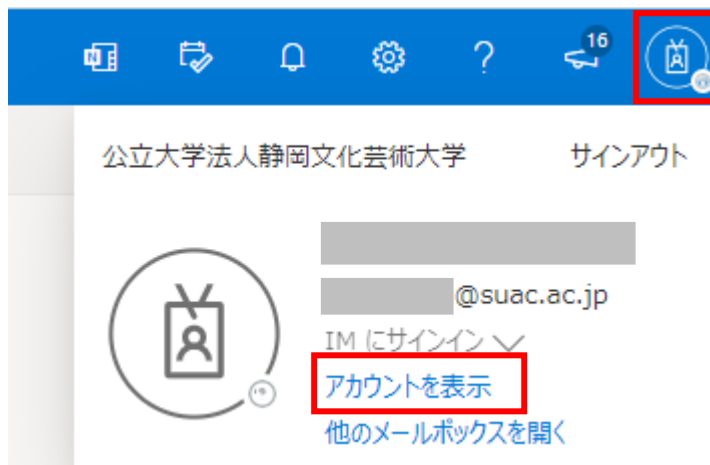 16
公立大学法人静岡文化芸術大学 サインアウト
@suac.ac.jp
IM にサインイン
アカウントを表示
他のメールボックスを開く